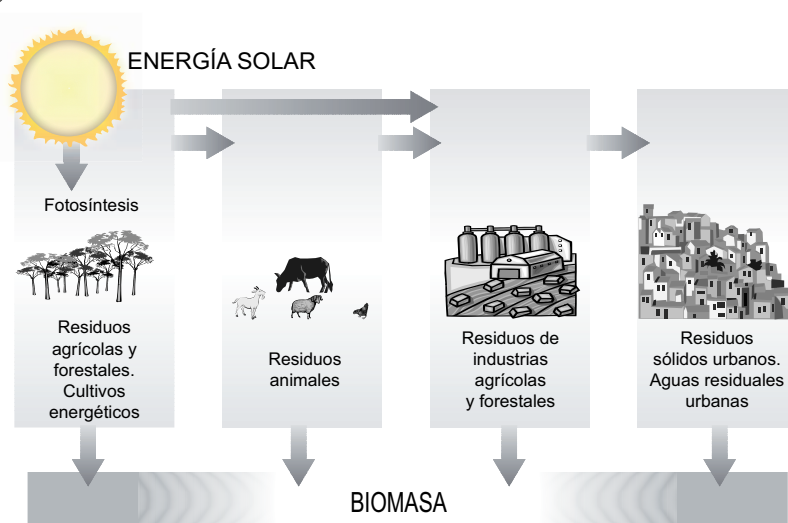 ENERGÍA SOLAR
Fotosíntesis
Residuos
agrícolas y
forestales.
Cultivos
energéticos
Residuos
animales
Residuos de
industrias
agrícolas
y forestales
Residuos
sólidos urbanos.
Aguas residuales
urbanas
BIOMASA